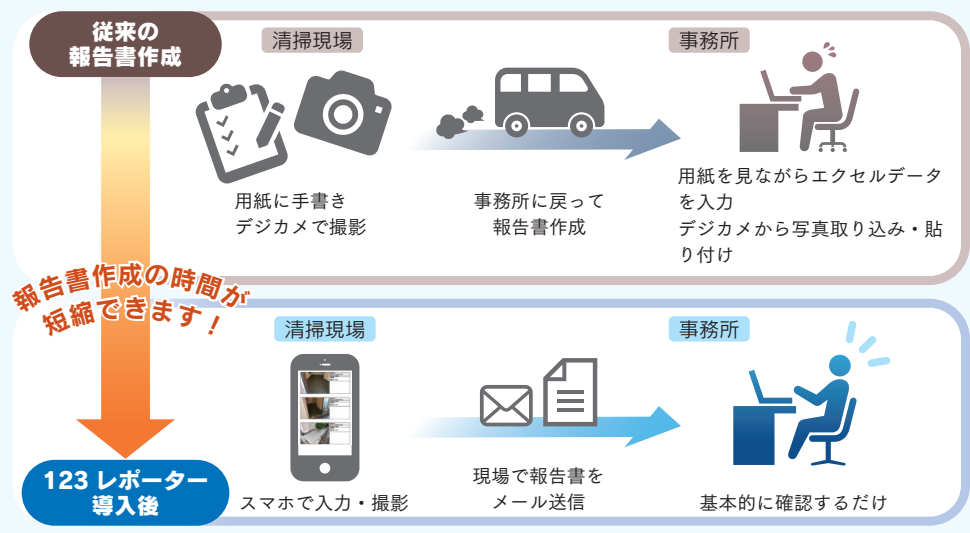 従来の
報告書作成
清掃現場
事務所
用紙に手書き
デジカメで撮影
事務所に戻って
報告書作成
用紙を見ながらエクセルデータ
を入力
デジカメから写真取り込み・貼
り付け
報告書作成の時間が
短縮できます！
清掃現場
事務所
スマホで入力・撮影
現場で報告書を
メール送信
基本的に確認するだけ
123 レポーター
導入後